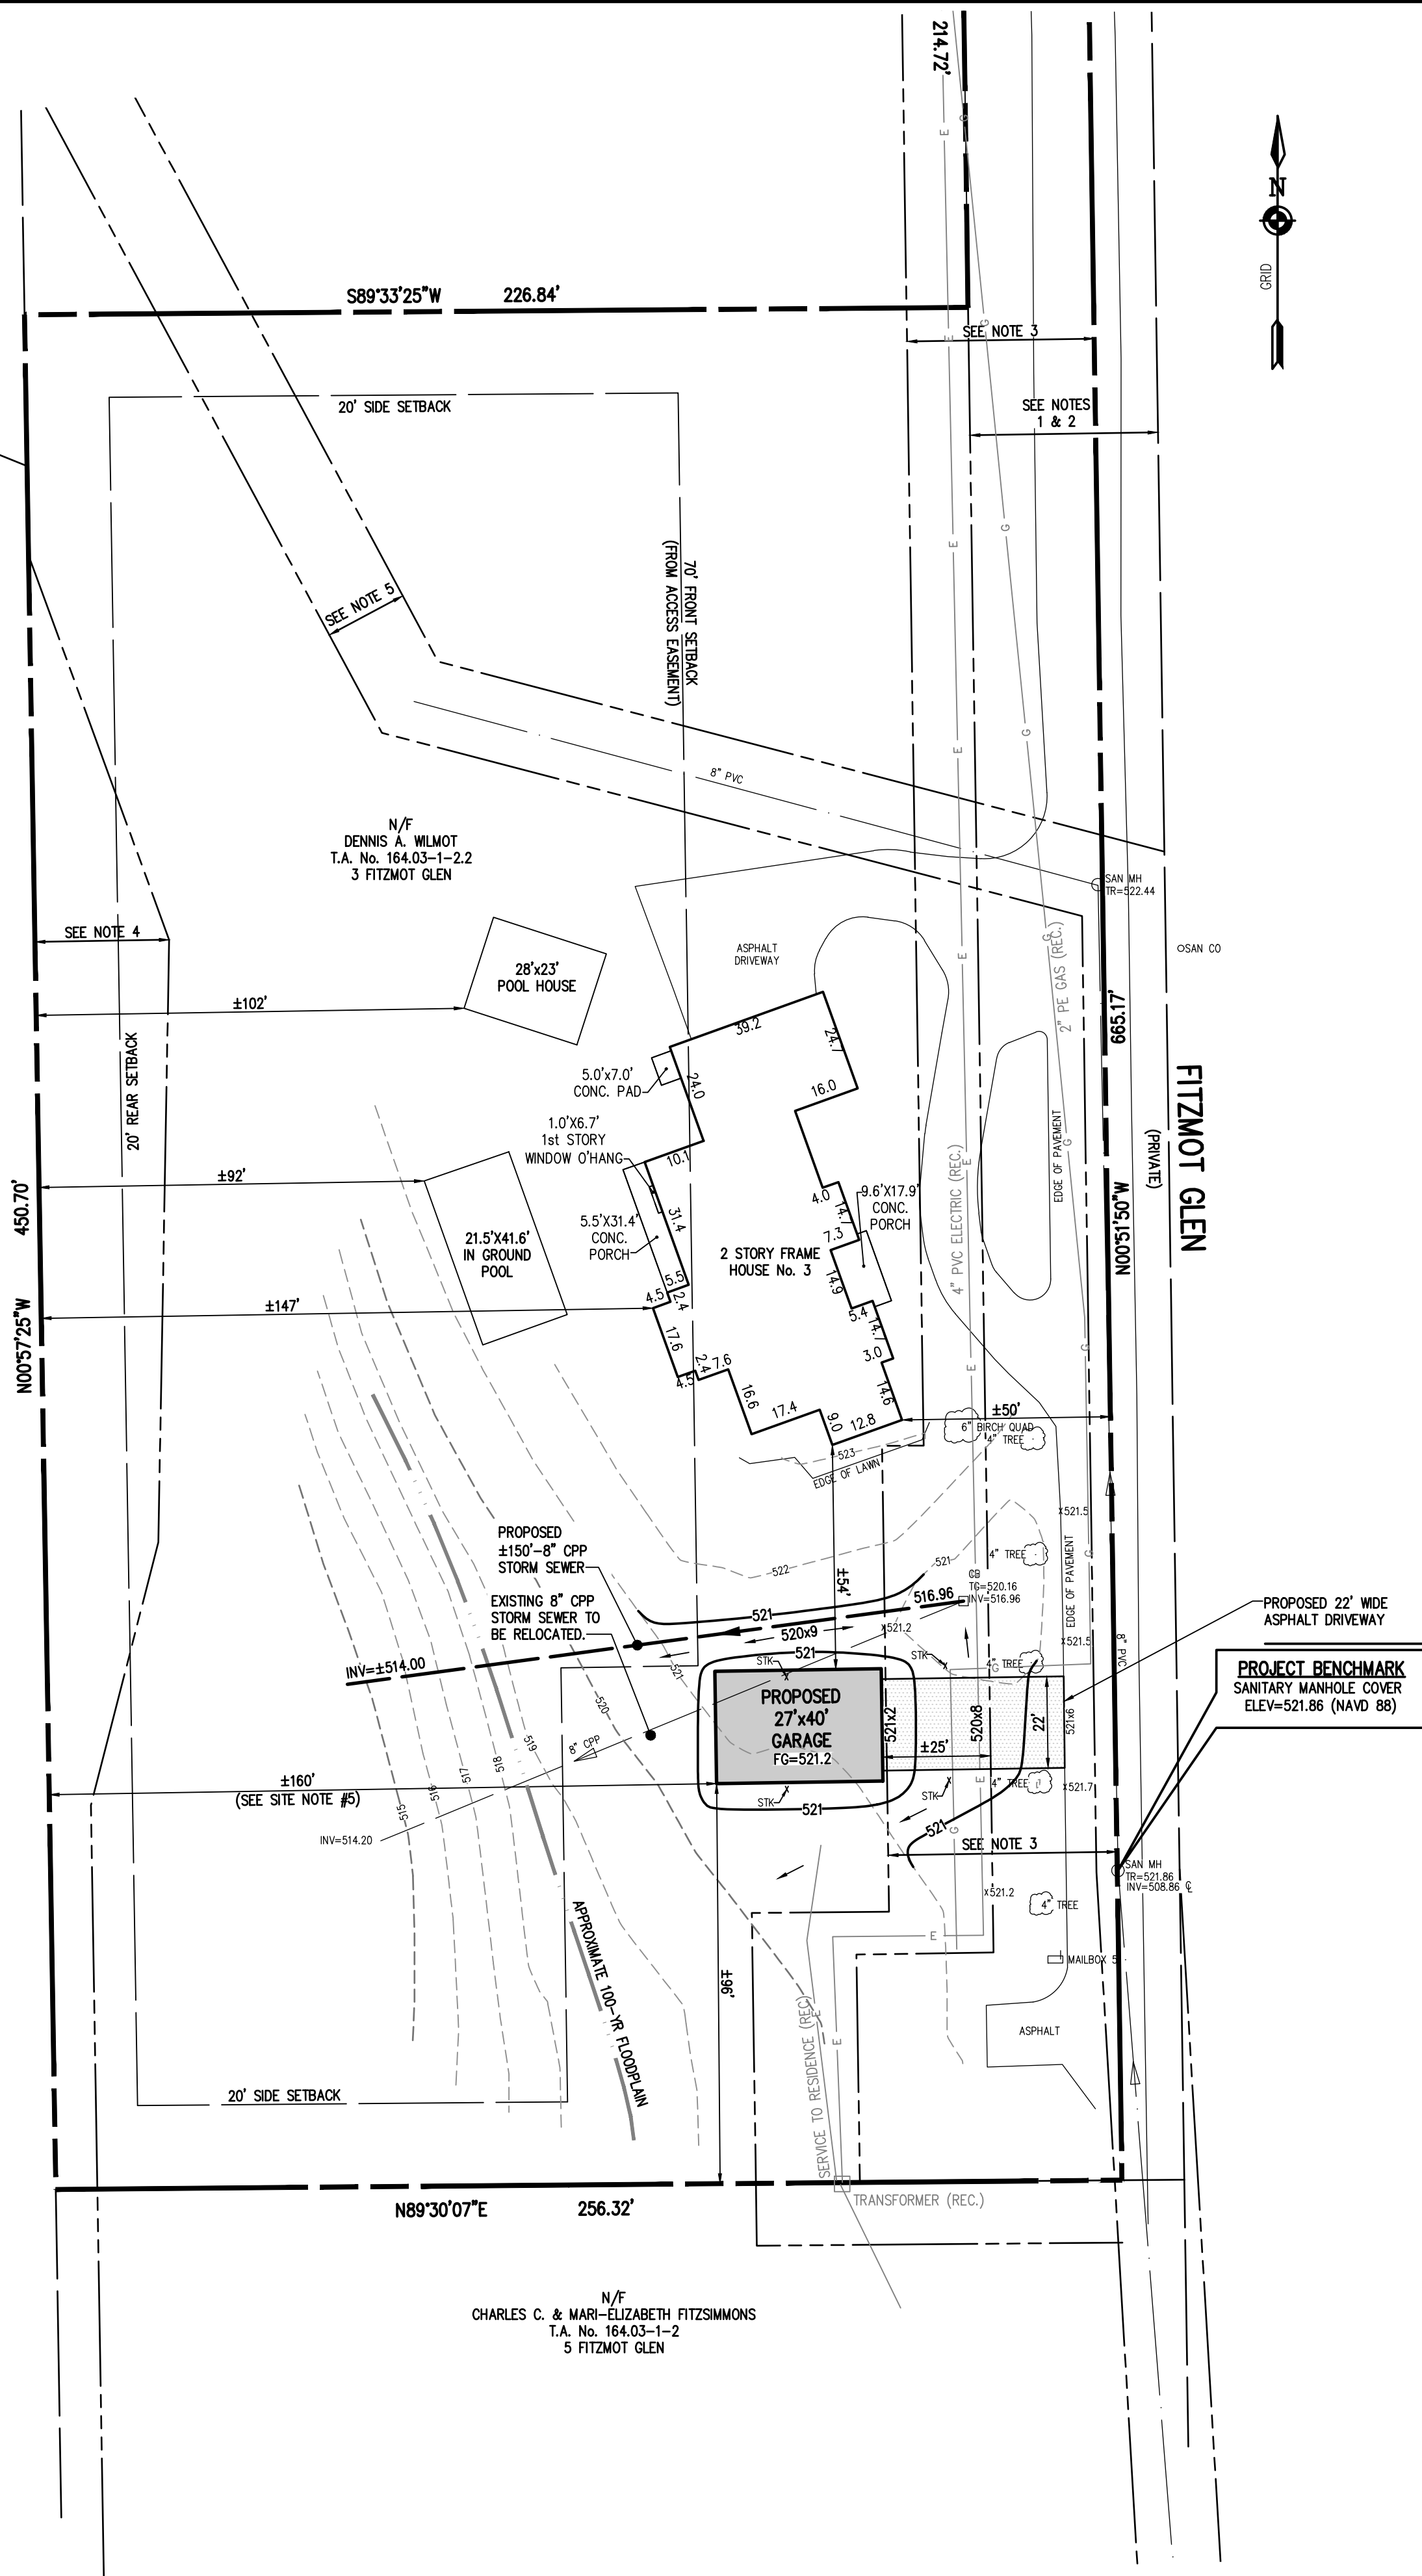 214.72'
N
GRID
S89°33'25"W 226.84'
SEE NOTE 3
SEE NOTES
1 & 2
20' SIDE SETBACK
70' FRONT SETBACK
(FROM ACCESS EASEMENT)
SEE NOTE 5
8" PVC
N/F
DENNIS A. WILMOT
T.A. No. 164.03-1-2.2
3 FITZMOT GLEN
SAN MH
TR=522.44
SAN CO
SEE NOTE 4
ASPHALT
DRIVEWAY
28'x23'
POOL HOUSE
±102'
2" PE GAS (REC.)
665.17'
N00°51'50"W
FITZMOT GLEN
(PRIVATE)
20' REAR SETBACK
39.2
24.7
24.0
16.0
5.0'x7.0'
CONC. PAD
1.0'X6.7'
1st STORY
WINDOW O'HANG
10.1
EDGE OF PAVEMENT
4" PVC ELECTRIC (REC.)
±92'
450.70'
N00°57'25"W
21.5'X41.6'
IN GROUND
POOL
5.5'X31.4'
CONC.
PORCH
31.4
4.0
14.7
7.3
9.6'X17.9'
CONC.
PORCH
2 STORY FRAME
HOUSE No. 3
14.9
5.5
2.4
4.5
±147'
5.4
14.7
3.0
17.6
2.4
7.6
4.5
16.6
17.4
9.0
12.8
14.6
±50'
6" BIRCH QUAD
4" TREE
523
EDGE OF LAWN
x521.5
PROPOSED
±150'-8" CPP
STORM SEWER
522
521
4" TREE
EDGE OF PAVEMENT
±54'
CB
TG=520.16
INV=516.96
516.96
EXISTING 8" CPP
STORM SEWER TO
BE RELOCATED.
521
520x9
x521.2
x521.5
8" PVC
PROPOSED 22' WIDE
ASPHALT DRIVEWAY
INV=±514.00
521
STK
521
STK
4" TREE
G
PROJECT BENCHMARK
SANITARY MANHOLE COVER
ELEV=521.86 (NAVD 88)
PROPOSED
27'x40'
GARAGE
FG=521.2
521x2
520x8
22'
521x6
±25'
520
519
518
517
516
515
8" CPP
±160'
(SEE SITE NOTE #5)
STK
521
STK
4" TREE
x521.7
521
INV=514.20
SEE NOTE 3
SAN MH
TR=521.86
INV=508.86 ℄
x521.2
4" TREE
E
MAILBOX 5
APPROXIMATE 100-YR FLOODPLAIN
±96'
SERVICE TO RESIDENCE (REC)
E
ASPHALT
20' SIDE SETBACK
TRANSFORMER (REC.)
N89°30'07"E 256.32'
N/F
CHARLES C. & MARI-ELIZABETH FITZSIMMONS
T.A. No. 164.03-1-2
5 FITZMOT GLEN